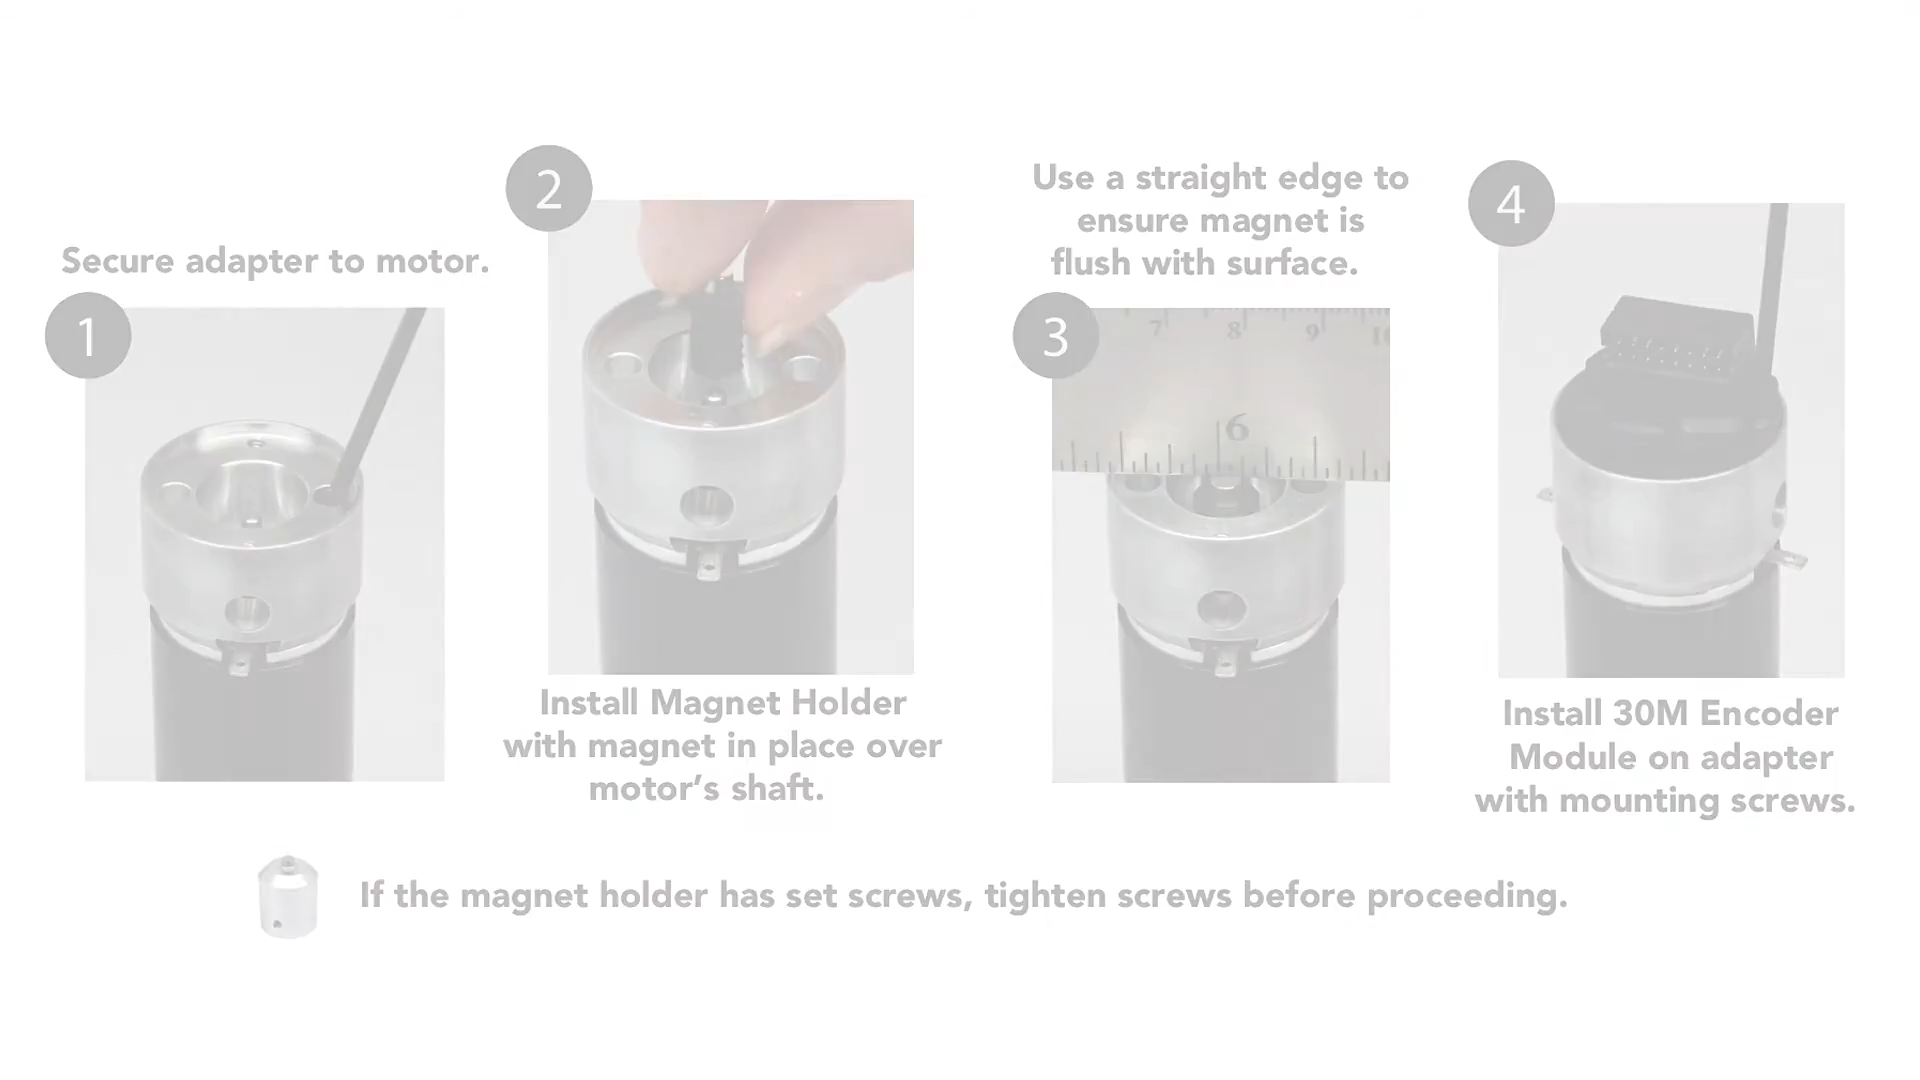 1
Secure adapter to motor.
2
Install Magnet Holder
with magnet in place over
motor’s shaft.
3
Use a straight edge to
ensure magnet is
flush with surface.
7 8 9
6
4
Install 30M Encoder
Module on adapter
with mounting screws.
If the magnet holder has set screws, tighten screws before proceeding.